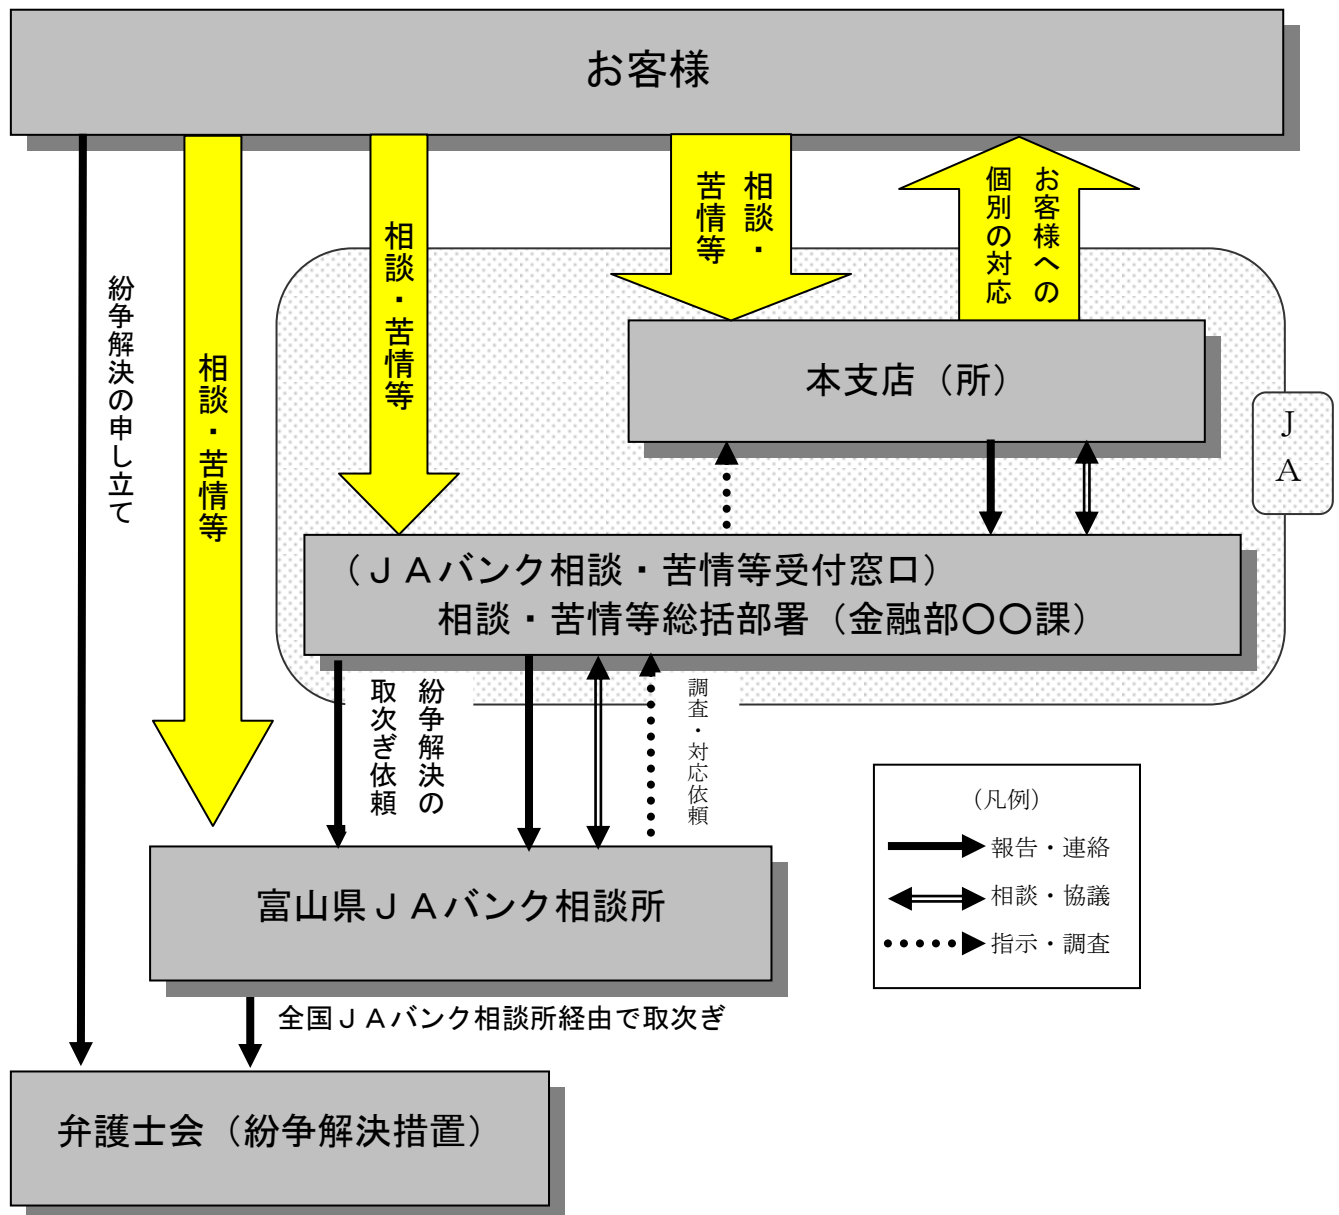 お客様
紛争解決の申し立て
相談・苦情等
相談・苦情等
相談・
苦情等
お客様への
個別の対応
本支店（所）
ＪＡ
（ＪＡバンク相談・苦情等受付窓口）
相談・苦情等総括部署（金融部〇〇課）
紛争解決の
取次ぎ依頼
調査・対応依頼
（凡例）
報告・連絡
相談・協議
指示・調査
富山県ＪＡバンク相談所
全国ＪＡバンク相談所経由で取次ぎ
弁護士会（紛争解決措置）